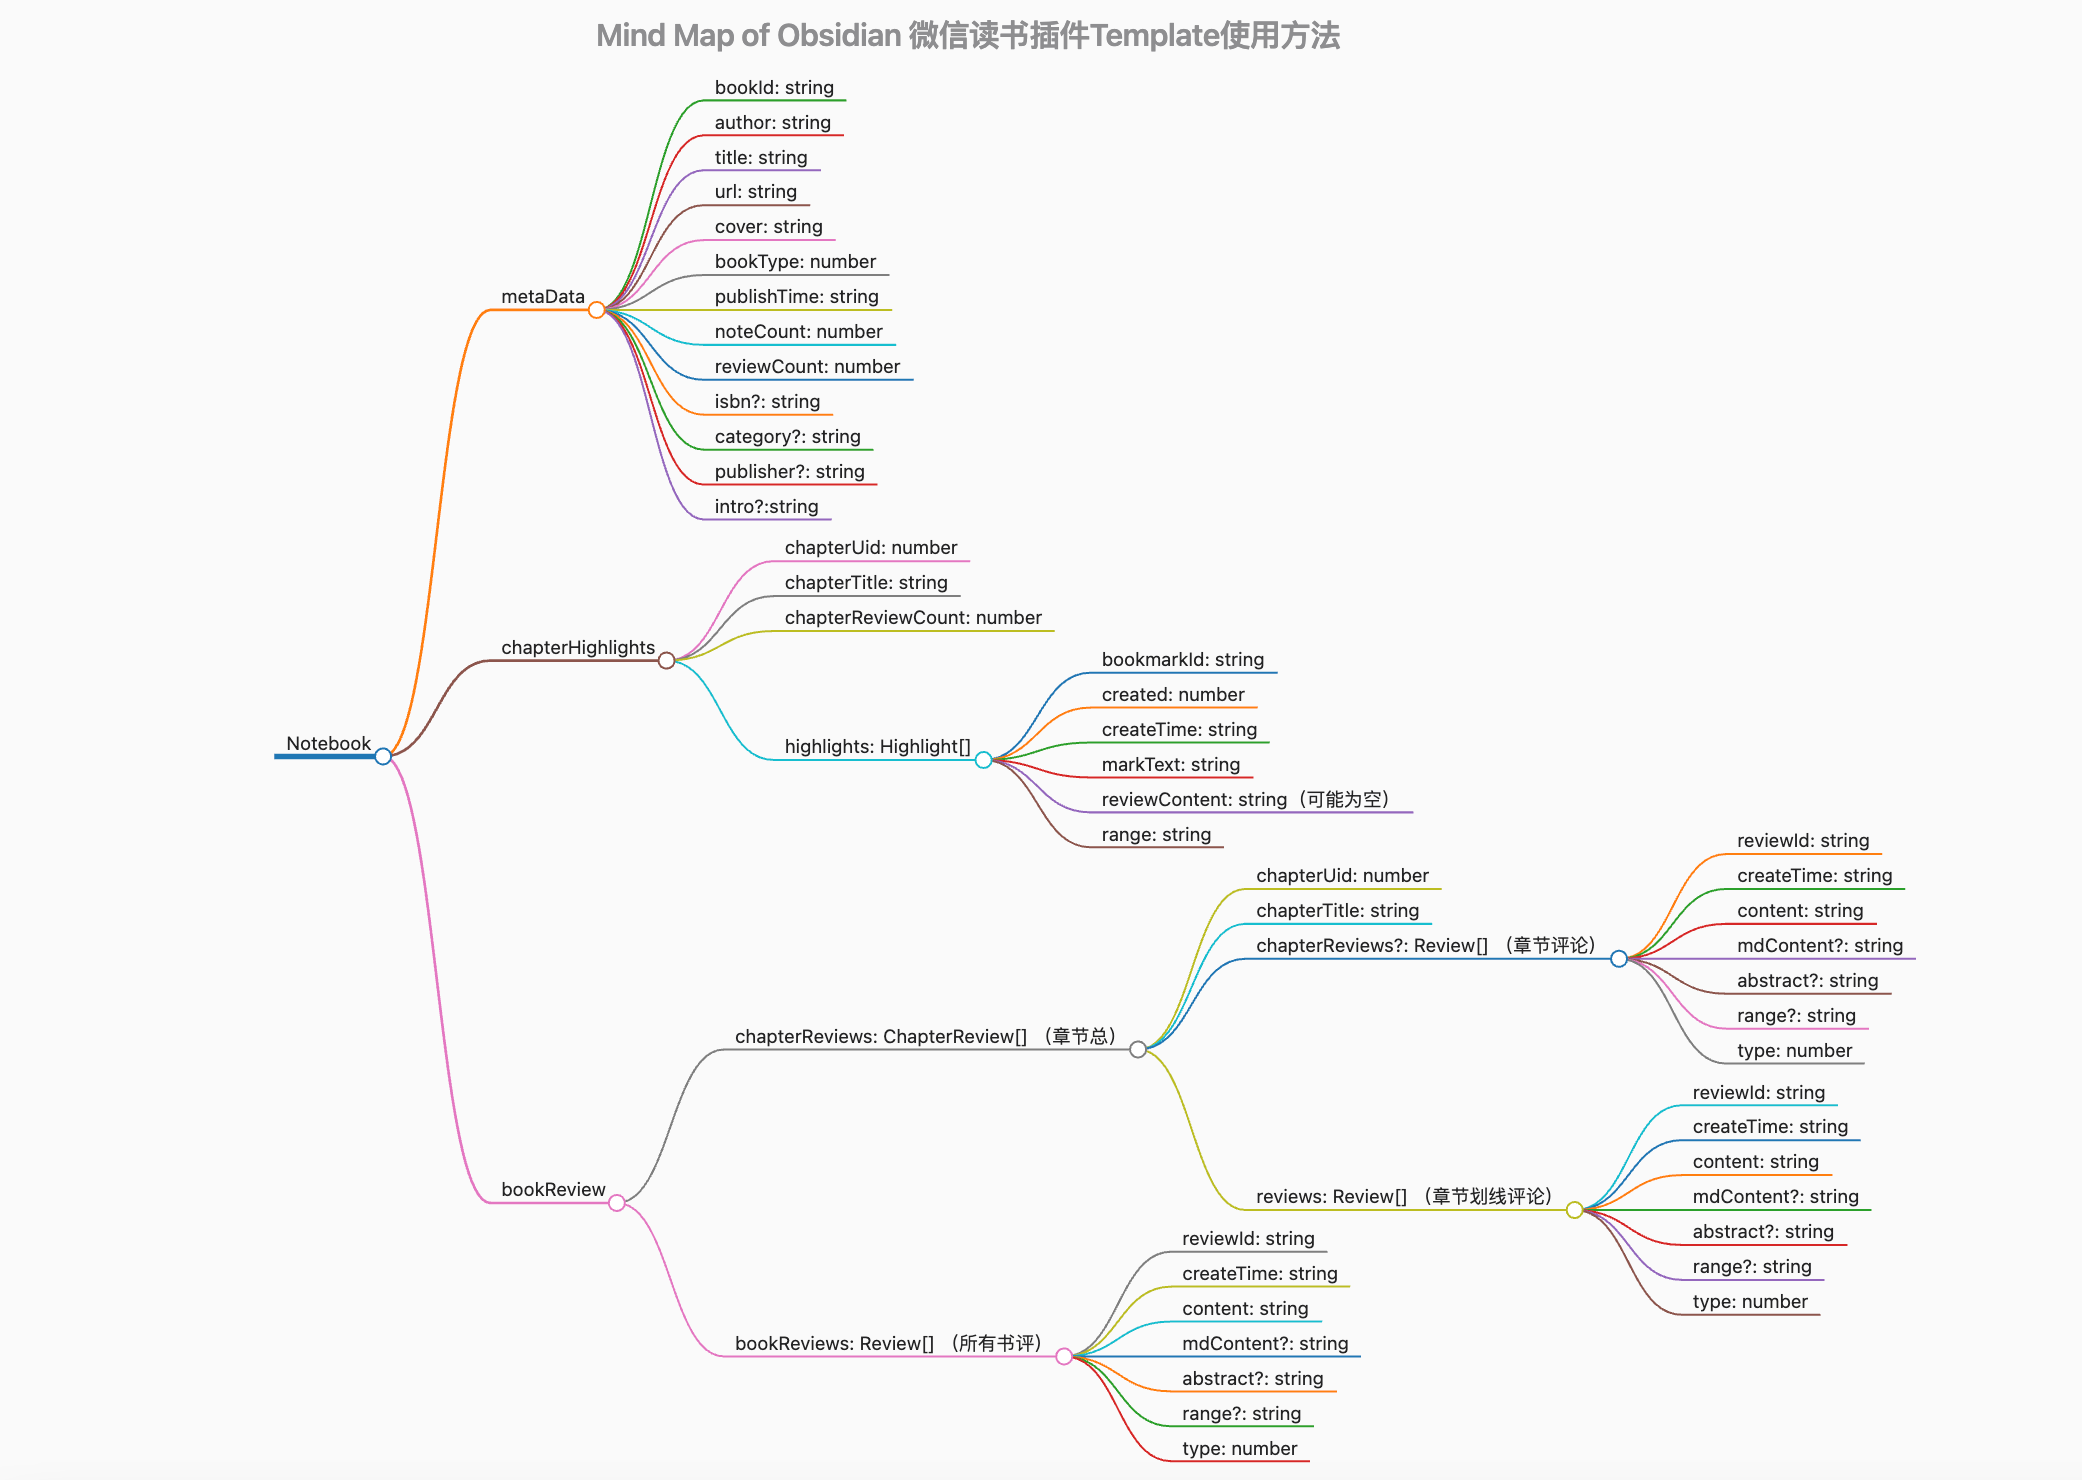 Mind Map of Obsidian 微信读书插件Template使用方法
Notebook
metaData
bookId: string
author: string
title: string
url: string
cover: string
bookType: number
publishTime: string
noteCount: number
reviewCount: number
isbn?: string
category?: string
publisher?: string
intro?:string
chapterHighlights
chapterUid: number
chapterTitle: string
chapterReviewCount: number
highlights: Highlight[]
bookmarkId: string
created: number
createTime: string
markText: string
reviewContent: string（可能为空）
range: string
bookReview
chapterReviews: ChapterReview[] （章节总）
chapterUid: number
chapterTitle: string
chapterReviews?: Review[] （章节评论）
reviewId: string
createTime: string
content: string
mdContent?: string
abstract?: string
range?: string
type: number
reviews: Review[] （章节划线评论）
reviewId: string
createTime: string
content: string
mdContent?: string
abstract?: string
range?: string
type: number
bookReviews: Review[] （所有书评）
reviewId: string
createTime: string
content: string
mdContent?: string
abstract?: string
range?: string
type: number